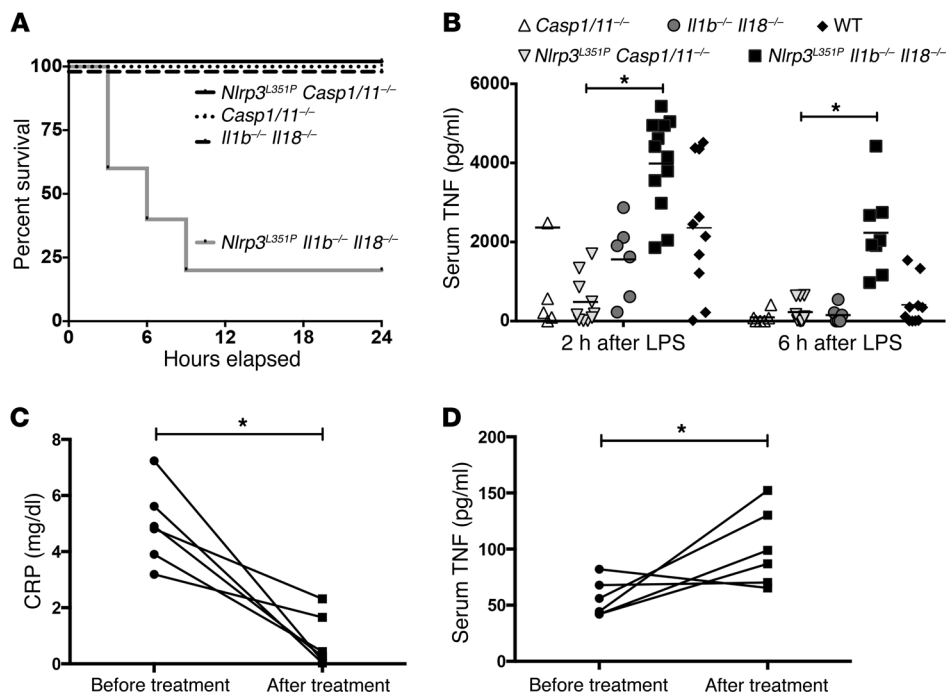 A
Percent survival
100
75
50
25
0
Nlrp3L351P Casp1/11–/–
Casp1/11–/–
Il1b–/– Il18–/–
Nlrp3L351P Il1b–/– Il18–/–
0 6 12 18 24
Hours elapsed
B
Casp1/11–/– Il1b–/– Il18–/– WT
Nlrp3L351P Casp1/11–/– Nlrp3L351P Il1b–/– Il18–/–
Serum TNF (pg/ml)
6000
4000
2000
0
* *
2 h after LPS 6 h after LPS
C
CRP (mg/dl)
8
6
4
2
0
*
Before treatment After treatment
D
Serum TNF (pg/ml)
200
150
100
50
0
*
Before treatment After treatment